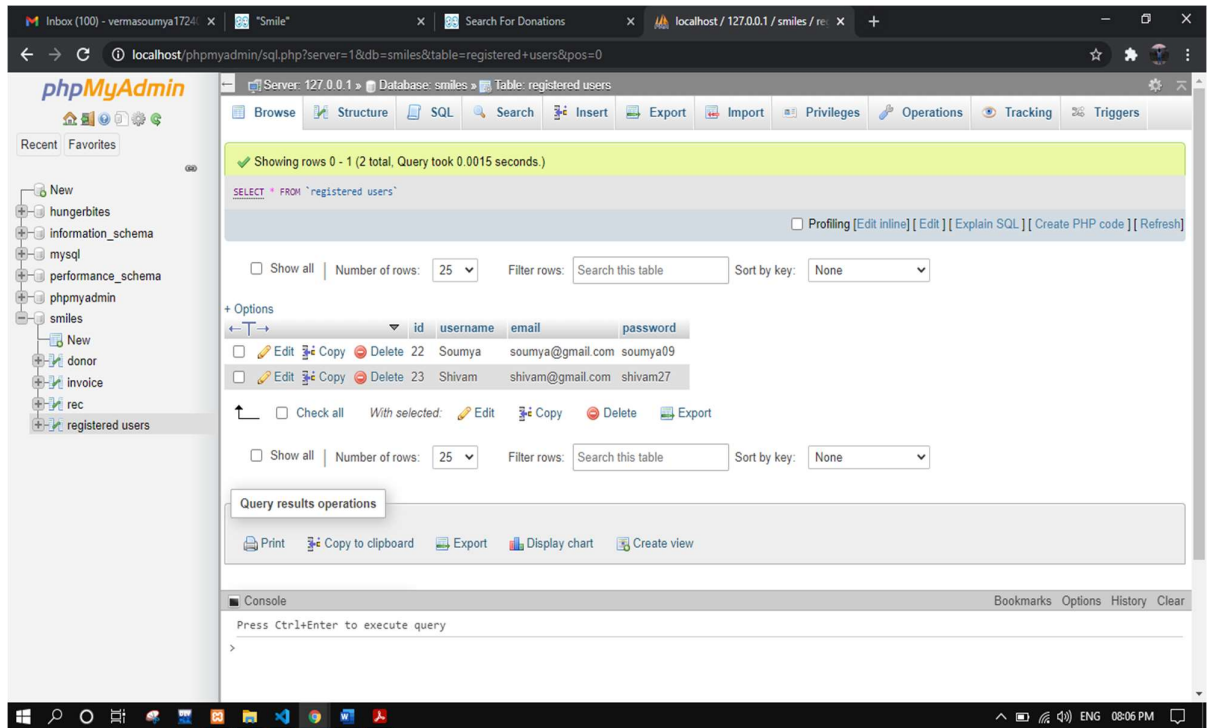 Inbox (100) - vermasoumya1724 "Smile" Search For Donations localhost / 127.0.0.1 / smiles / re
localhost/phpmyadmin/sql.php?server=1&db=smiles&table=registered+users&pos=0
phpMyAdmin
Recent Favorites
New
hungerbites
information_schema
mysql
performance_schema
phpmyadmin
smiles
New
donor
invoice
rec
registered users
Server: 127.0.0.1 » Database: smiles » Table: registered users
Browse Structure SQL Search Insert Export Import Privileges Operations Tracking Triggers
Showing rows 0 - 1 (2 total, Query took 0.0015 seconds.)
SELECT * FROM `registered users`
Profiling [Edit inline] [ Edit ] [ Explain SQL ] [ Create PHP code ] [ Refresh]
Show all | Number of rows: 25 Filter rows: Search this table Sort by key: None
+ Options
←T→ id username email password
Edit Copy Delete 22 Soumya soumya@gmail.com soumya09
Edit Copy Delete 23 Shivam shivam@gmail.com shivam27
Check all With selected: Edit Copy Delete Export
Show all | Number of rows: 25 Filter rows: Search this table Sort by key: None
Query results operations
Print Copy to clipboard Export Display chart Create view
Console Bookmarks Options History Clear
Press Ctrl+Enter to execute query
>
ENG 08:06 PM